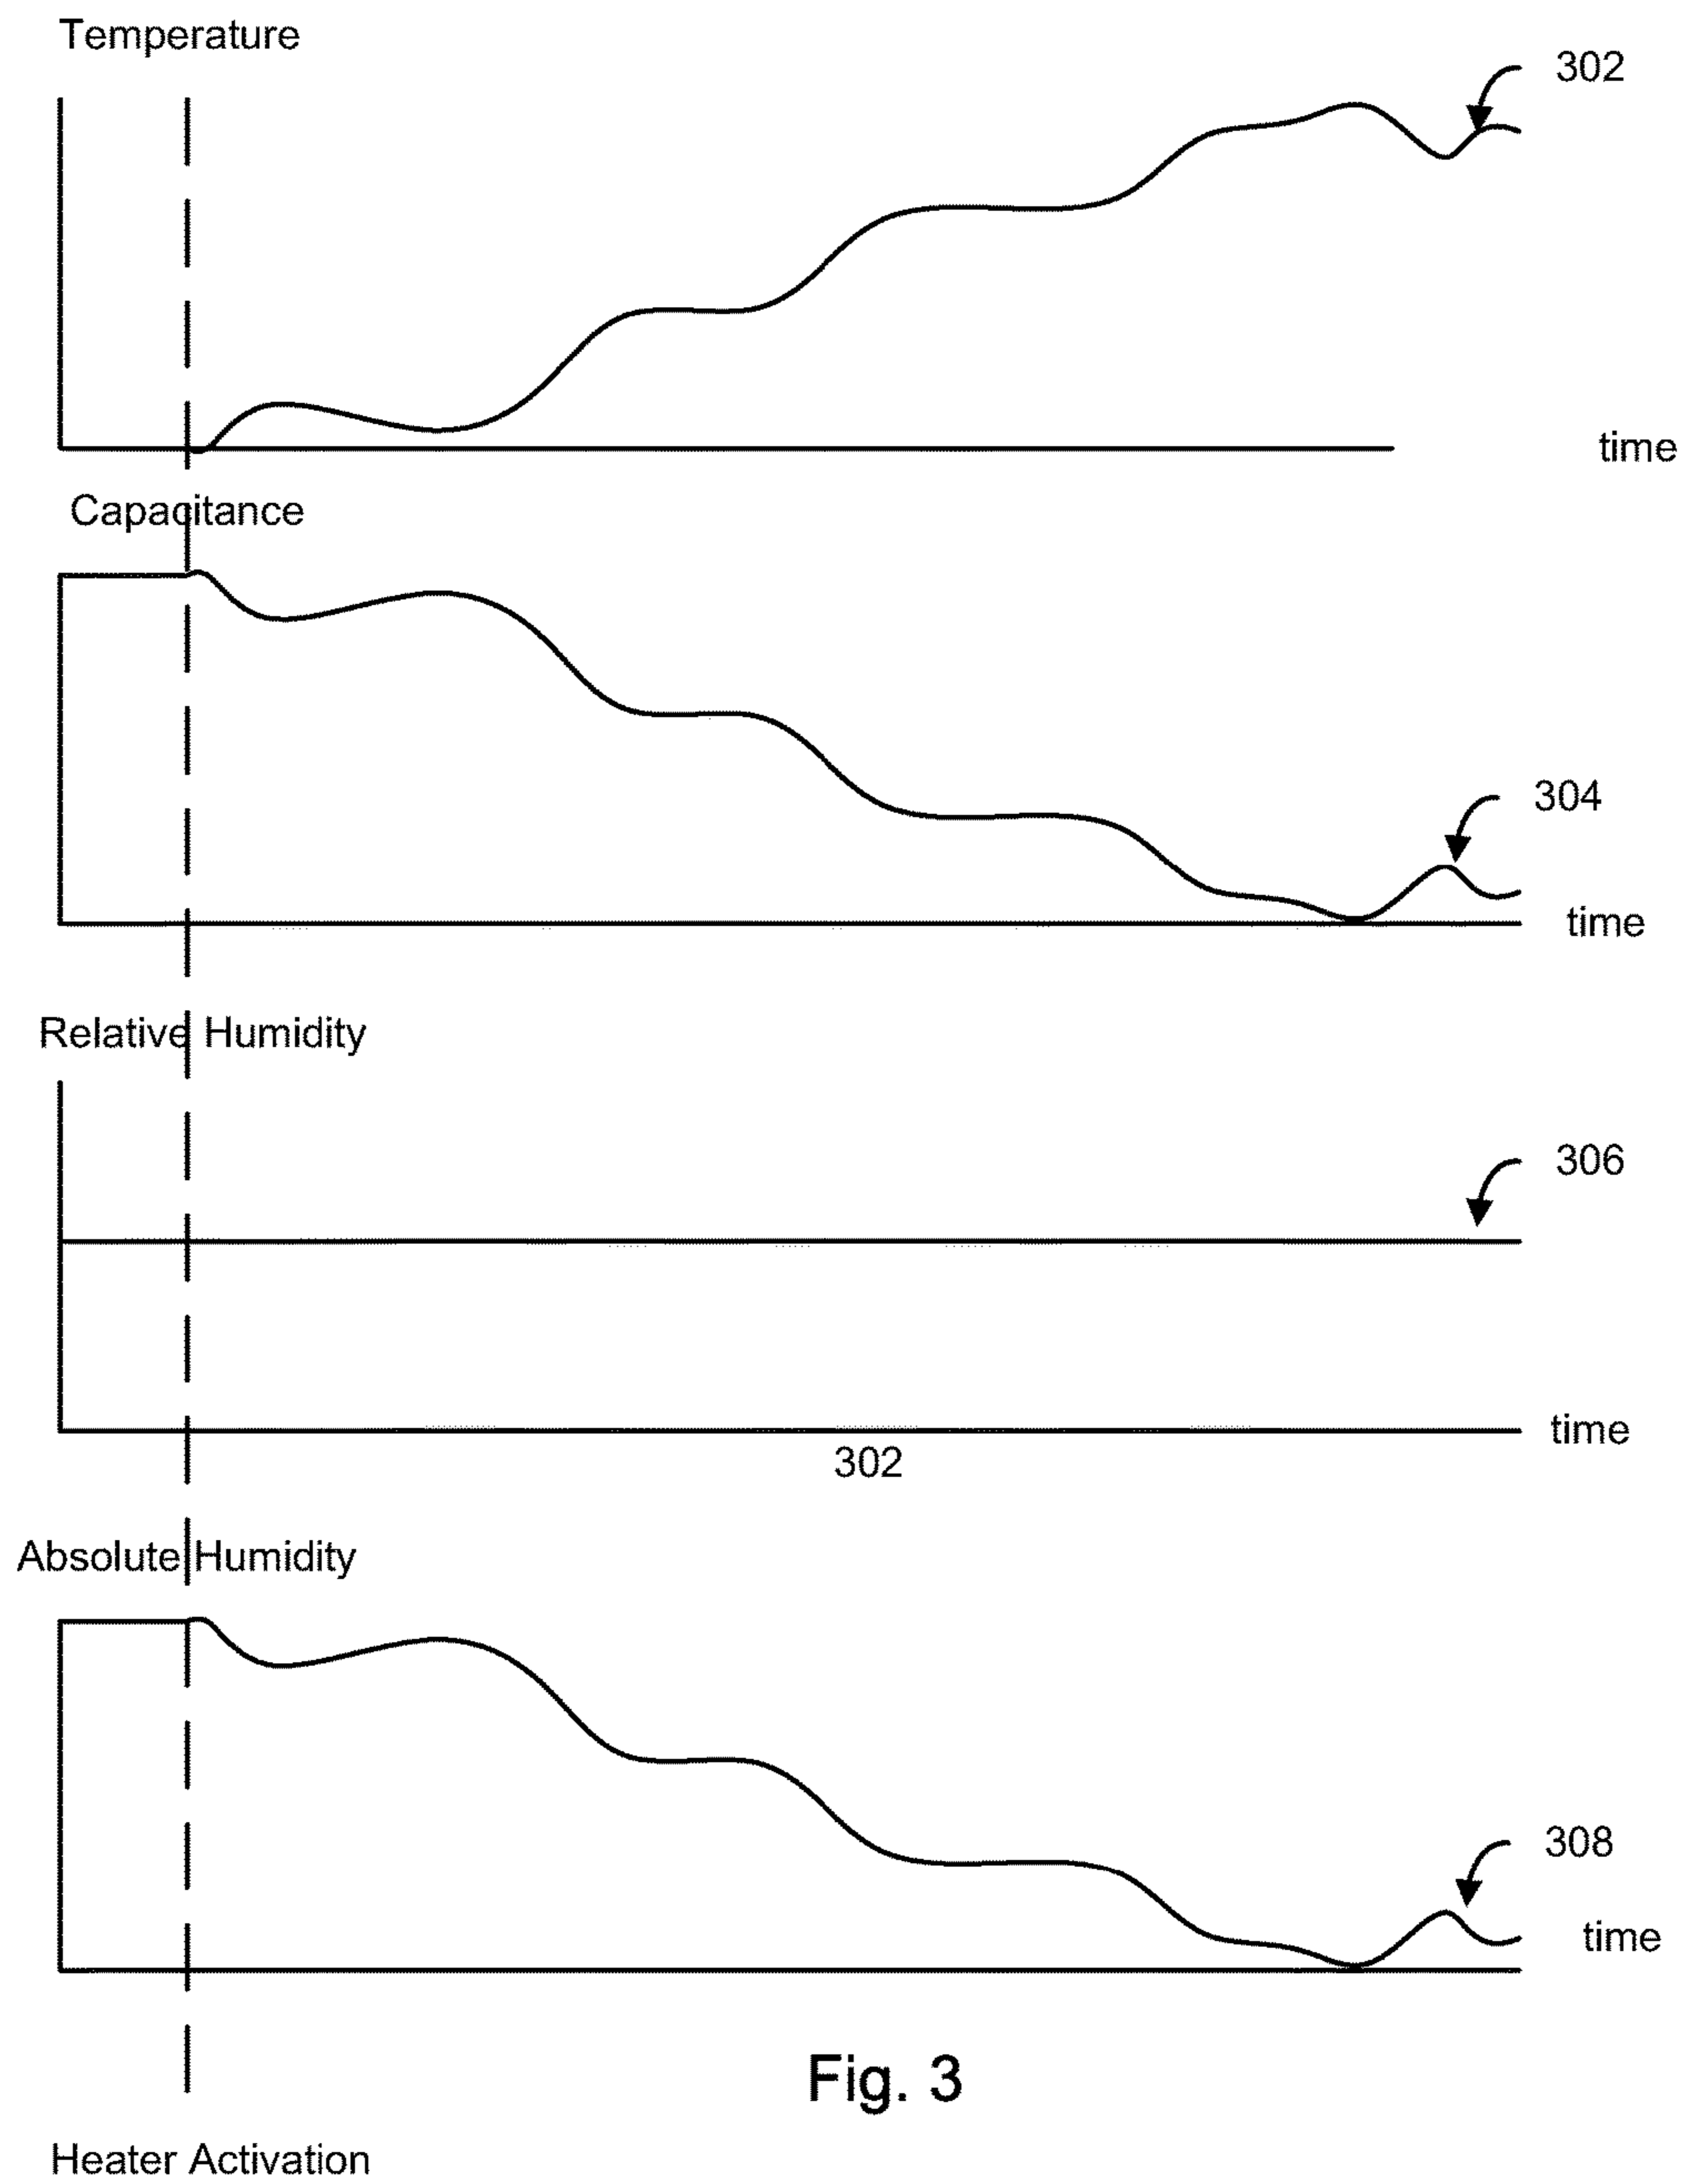 Temperature
302
time
Capacitance
304
time
Relative Humidity
306
time
302
Absolute Humidity
308
time
Fig. 3
Heater Activation